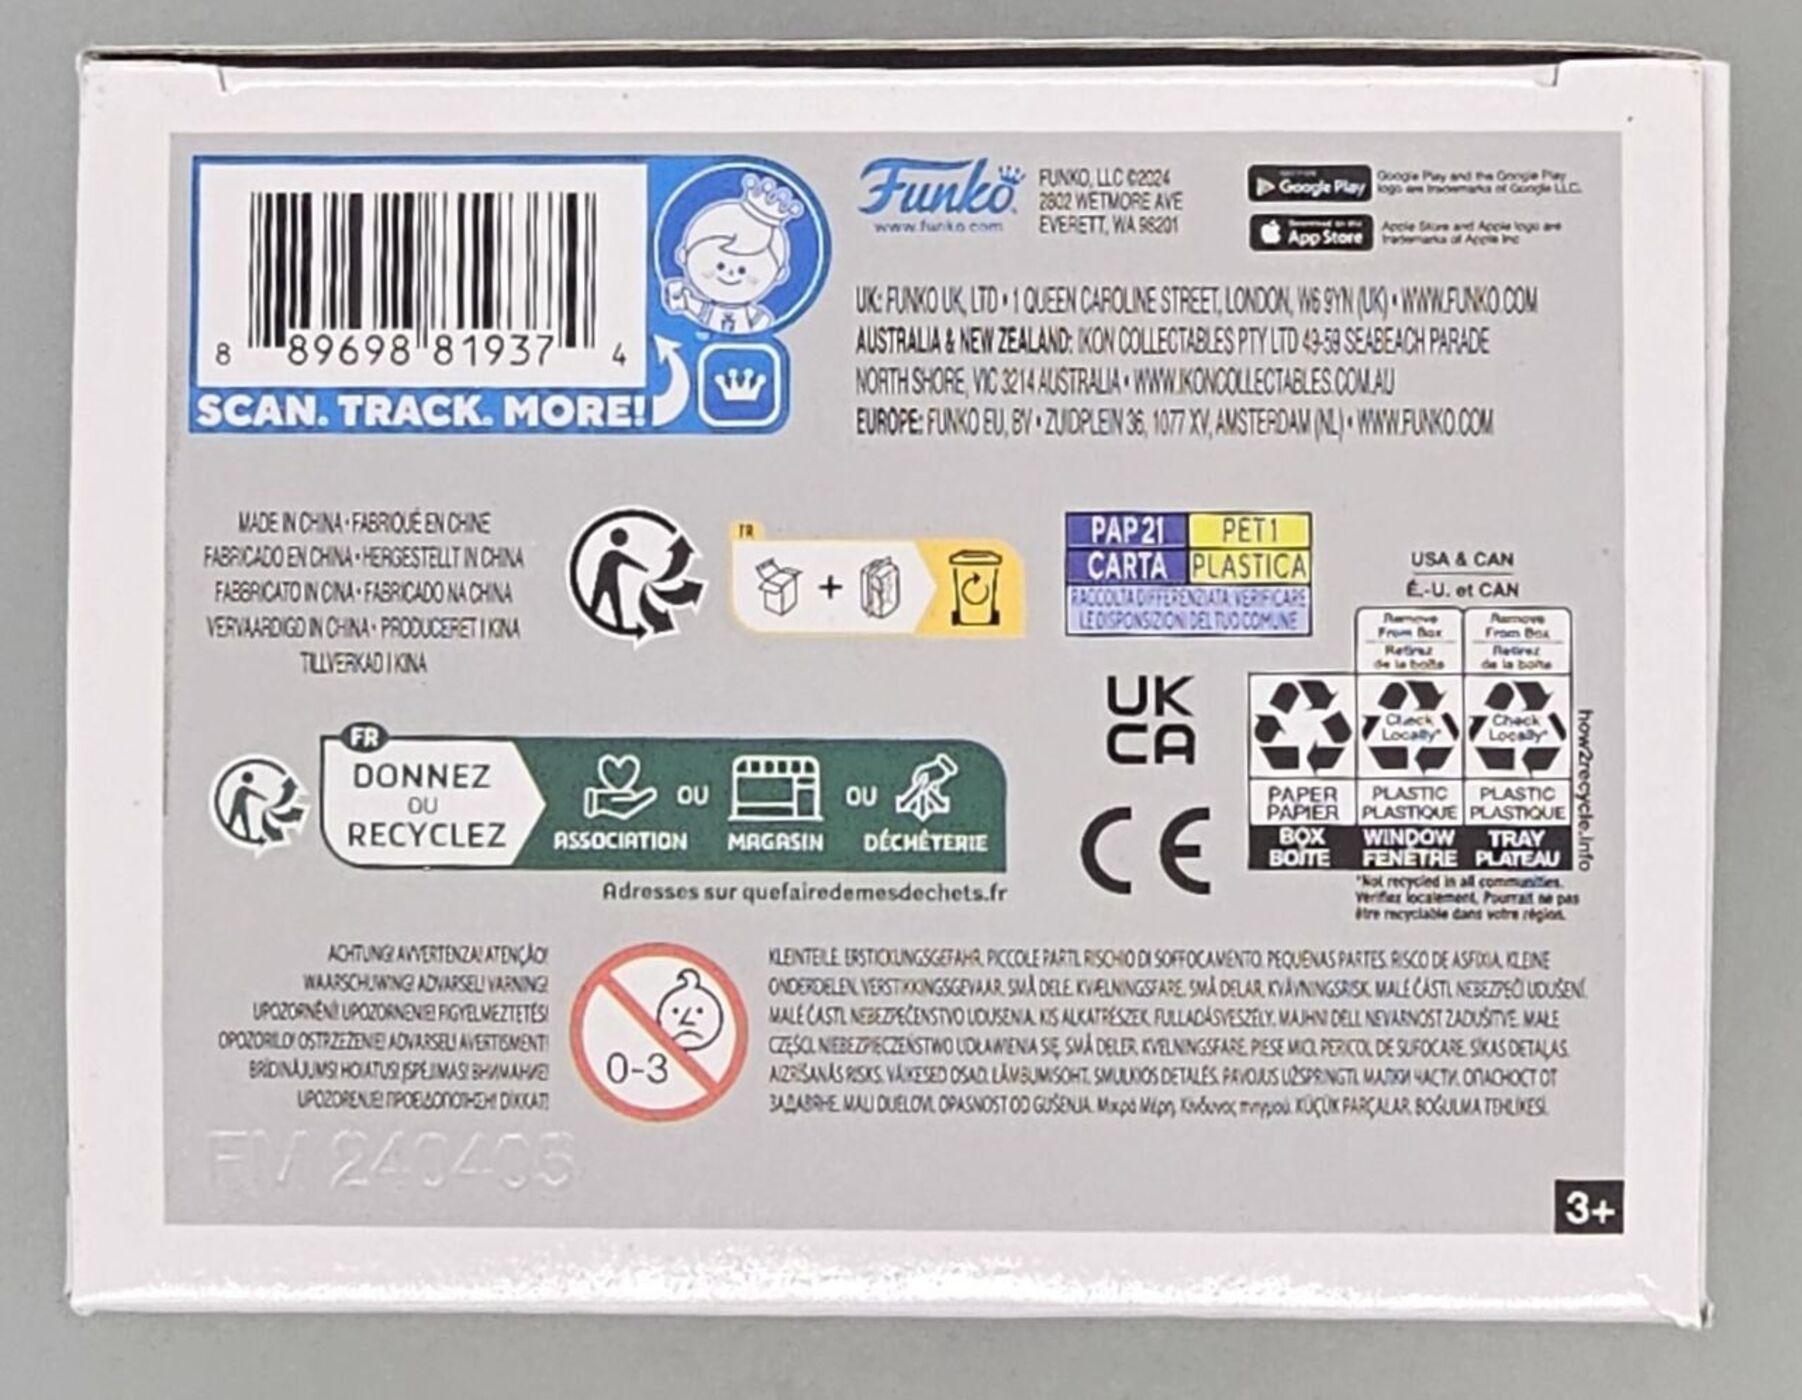 8 89698 81937 4
SCAN. TRACK. MORE!
Funko
www.funko.com
FUNKO, LLC ©2024
2802 WETMORE AVE
EVERETT, WA 98201
Google Play
Google Play and the Google Play
logo are trademarks of Google LLC.
Download on the
App Store
Apple Store and Apple logo are
trademarks of Apple Inc
UK: FUNKO UK, LTD • 1 QUEEN CAROLINE STREET, LONDON, W6 9YN (UK) • WWW.FUNKO.COM
AUSTRALIA & NEW ZEALAND: IKON COLLECTABLES PTY LTD 49-59 SEABEACH PARADE
NORTH SHORE, VIC 3214 AUSTRALIA • WWW.IKONCOLLECTABLES.COM.AU
EUROPE: FUNKO EU, BV • ZUIDPLEIN 36, 1077 XV, AMSTERDAM (NL) • WWW.FUNKO.COM
MADE IN CHINA • FABRIQUÉ EN CHINE
FABRICADO EN CHINA • HERGESTELLT IN CHINA
FABBRICATO IN CINA • FABRICADO NA CHINA
VERVAARDIGD IN CHINA • PRODUCERET I KINA
TILLVERKAD I KINA
FR
+
PAP 21 PET 1
CARTA PLASTICA
RACCOLTA DIFFERENZIATA. VERIFICARE
LE DISPOSIZIONI DEL TUO COMUNE
USA & CAN
É.-U. et CAN
Remove From Box
Retirez de la boîte
Remove From Box
Retirez de la boîte
Check Locally*
Check Locally*
PAPER PLASTIC PLASTIC
PAPIER PLASTIQUE PLASTIQUE
BOX WINDOW TRAY
BOÎTE FENÊTRE PLATEAU
how2recycle.info
*Not recycled in all communities.
Vérifiez localement. Pourrait ne pas
être recyclable dans votre région.
UK
CA
CE
FR
DONNEZ
OU
RECYCLEZ
ASSOCIATION OU MAGASIN OU DÉCHÈTERIE
Adresses sur quefairedemesdechets.fr
ACHTUNG! AVVERTENZA! ATENÇÃO!
WAARSCHUWING! ADVARSEL! VARNING!
UPOZORNĚNÍ! UPOZORNENIE! FIGYELMEZTETÉS!
OPOZORILO! OSTRZEŻENIE! ADVARSEL! AVERTISMENT!
BRĪDINĀJUMS! HOIATUS! ĮSPĖJIMAS! ВНИМАНИЕ!
UPOZORENJE! ΠΡΟΕΙΔΟΠΟΙΗΣΗ! DİKKAT!
0-3
KLEINTEILE. ERSTICKUNGSGEFAHR. PICCOLE PARTI. RISCHIO DI SOFFOCAMENTO. PEQUENAS PARTES. RISCO DE ASFIXIA. KLEINE
ONDERDELEN. VERSTIKKINGSGEVAAR. SMÅ DELE. KVÆLNINGSFARE. SMÅ DELAR. KVÄVNINGSRISK. MALÉ ČÁSTI. NEBEZPEČÍ UDUŠENÍ.
MALÉ ČASTI. NEBEZPEČENSTVO UDUSENIA. KIS ALKATRÉSZEK. FULLADÁSVESZÉLY. MAJHNI DELI. NEVARNOST ZADUŠITVE. MAŁE
CZĘŚCI. NIEBEZPIECZEŃSTWO UDŁAWIENIA SIĘ. SMÅ DELER. KVELNINGSFARE. PIESE MICI. PERICOL DE SUFOCARE. SĪKAS DETAĻAS.
AIZRĪŠANĀS RISKS. VÄIKESED OSAD. LÄMBUMISOHT. SMULKIOS DETALĖS. PAVOJUS UŽSPRINGTI. МАЛКИ ЧАСТИ. ОПАСНОСТ ОТ
ЗАДАВЯНЕ. MALI DIJELOVI. OPASNOST OD GUŠENJA. Μικρά Μέρη. Κίνδυνος πνιγμού. KÜÇÜK PARÇALAR. BOĞULMA TEHLİKESİ.
3+